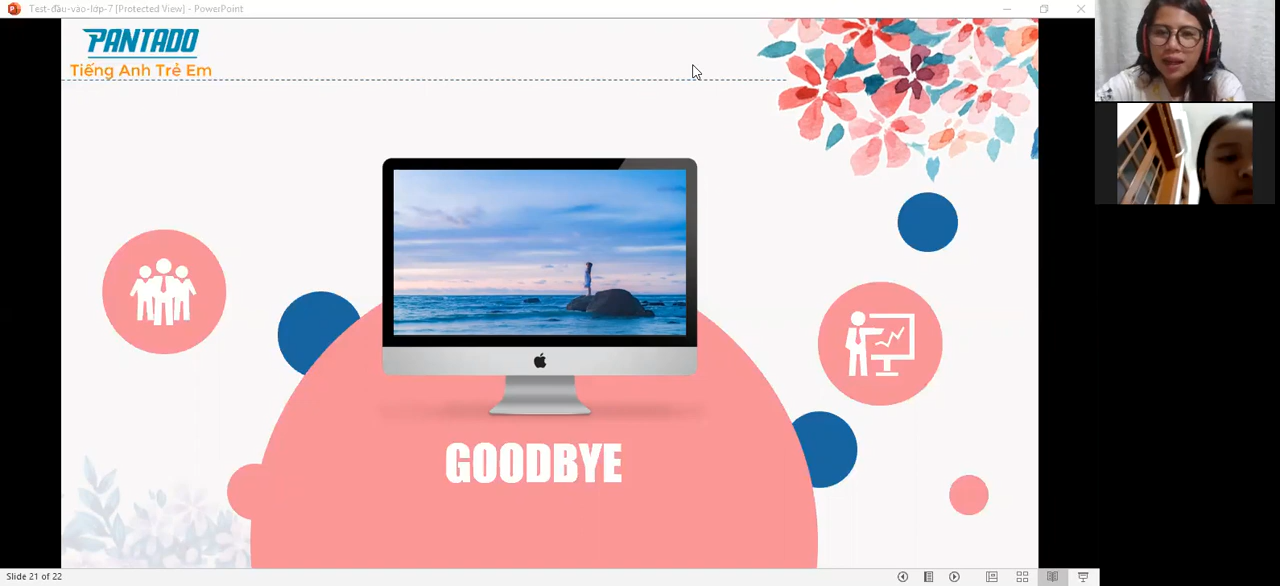 Test-đầu-vào-lớp-7 [Protected View] - PowerPoint
PANTADO
Tiếng Anh Trẻ Em
GOODBYE
Slide 21 of 22